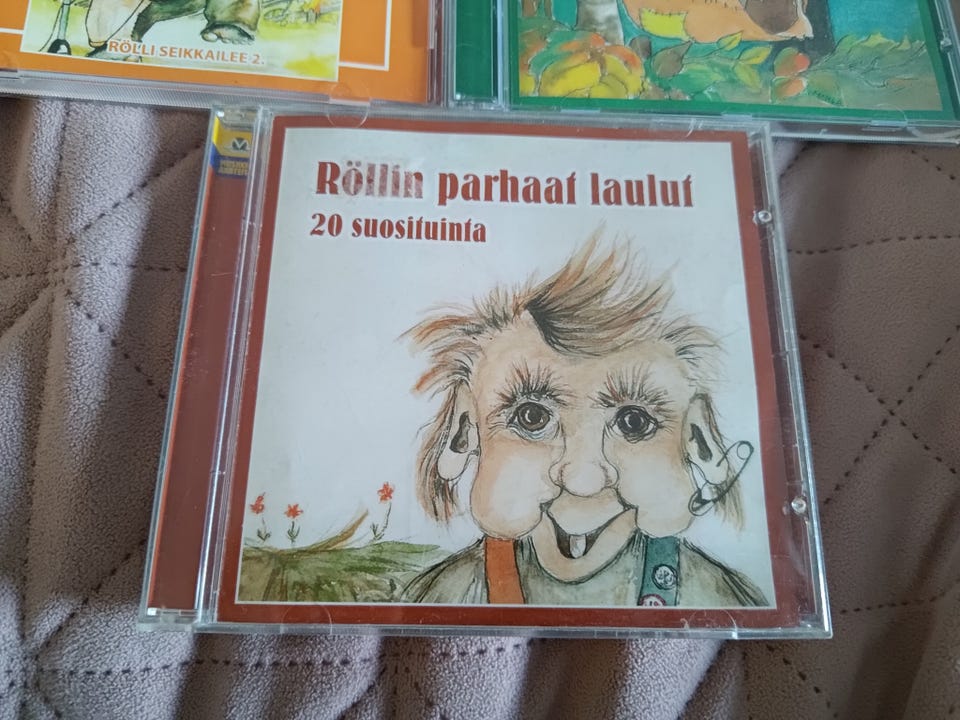 RÖLLI SEIKKAILEE 2.
Röllin parhaat laulut
20 suosituinta